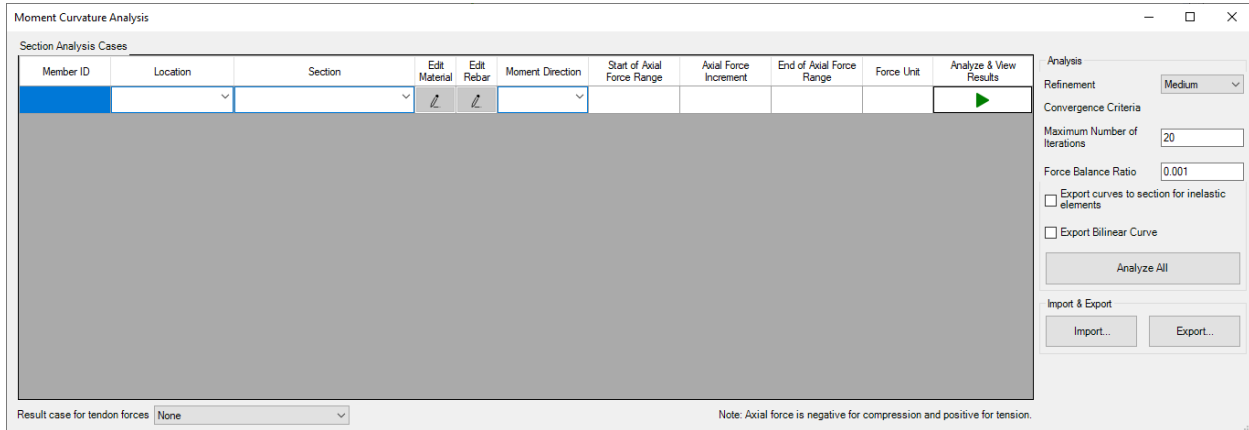 Moment Curvature Analysis
Section Analysis Cases
Member ID
Location
Section
Edit
Material
Edit
Rebar
Moment Direction
Start of Axial
Force Range
Axial Force
Increment
End of Axial Force
Range
Force Unit
Analyze & View
Results
Analysis
Refinement
Medium
Convergence Criteria
Maximum Number of
Iterations
20
Force Balance Ratio
0.001
Export curves to section for inelastic
elements
Export Bilinear Curve
Analyze All
Import & Export
Import...
Export...
Result case for tendon forces
None
Note: Axial force is negative for compression and positive for tension.